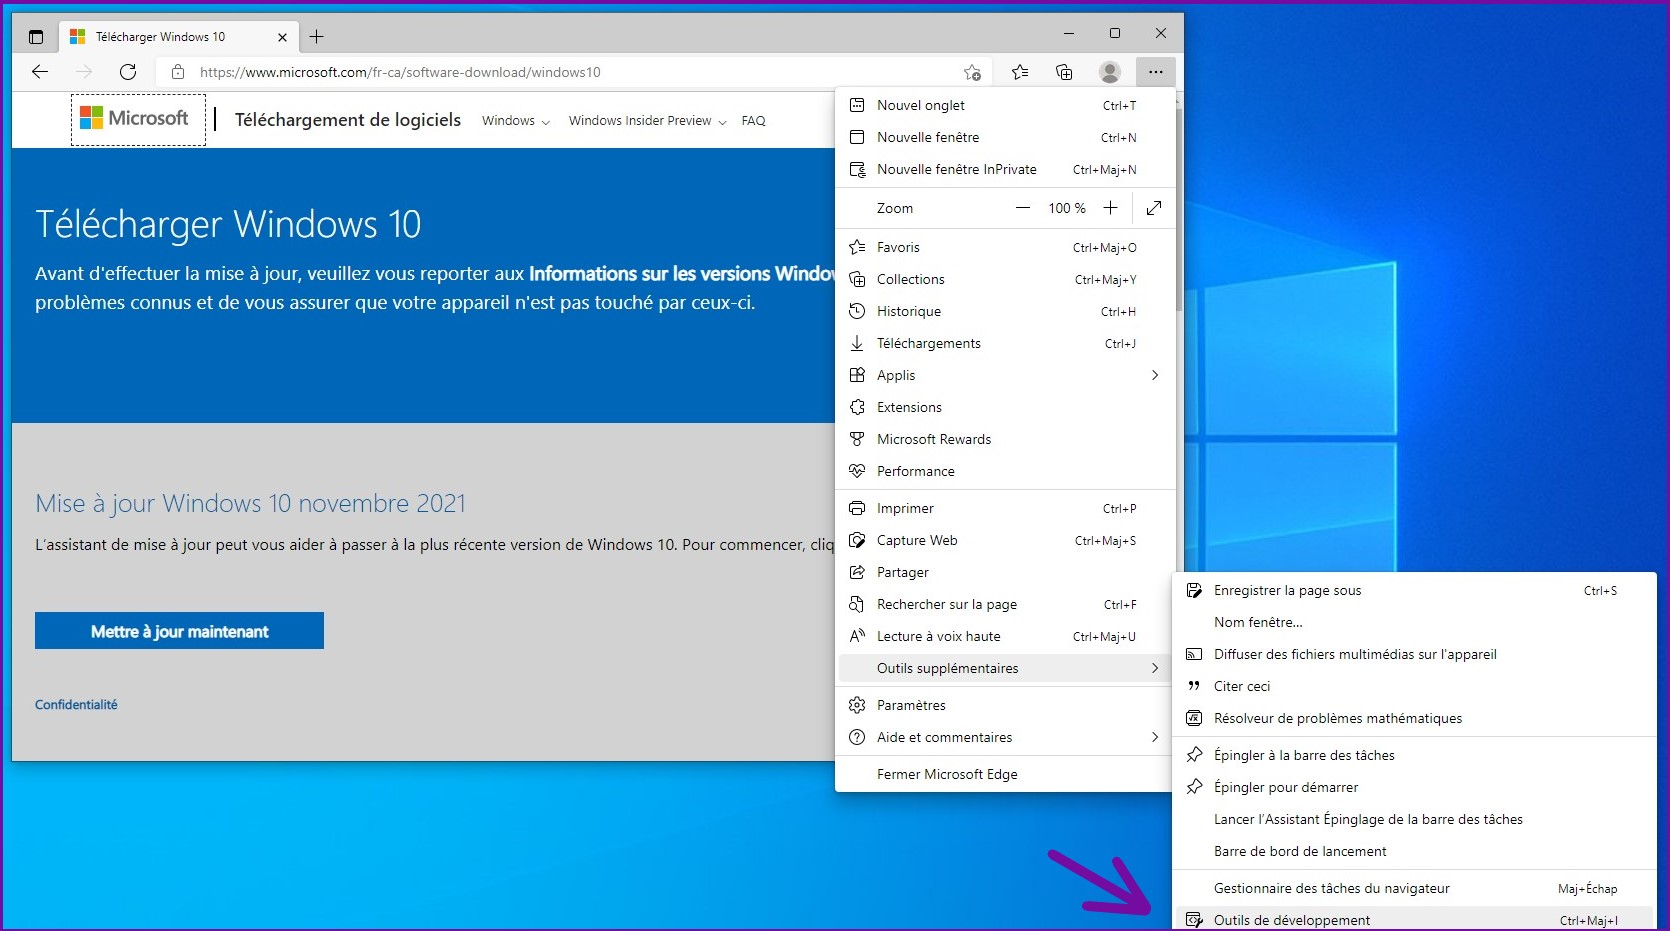 Télécharger Windows 10
https://www.microsoft.com/fr-ca/software-download/windows10
Microsoft
Téléchargement de logiciels
Windows
Windows Insider Preview
FAQ
Télécharger Windows 10
Avant d'effectuer la mise à jour, veuillez vous reporter aux Informations sur les versions
problèmes connus et de vous assurer que votre appareil n'est pas touché par ceux-ci.
Mise à jour Windows 10 novembre 2021
L'assistant de mise à jour peut vous aider à passer à la plus récente version de Windows 10. Pour commencer,
Mettre à jour maintenant
Confidentialité
Nouvel onglet Ctrl+T
Nouvelle fenêtre Ctrl+N
Nouvelle fenêtre InPrivate Ctrl+Maj+N
Zoom 100 %
Favoris Ctrl+Maj+O
Collections Ctrl+Maj+Y
Historique Ctrl+H
Téléchargements Ctrl+J
Applis
Extensions
Microsoft Rewards
Performance
Imprimer Ctrl+P
Capture Web Ctrl+Maj+S
Partager
Rechercher sur la page Ctrl+F
Lecture à voix haute Ctrl+Maj+U
Outils supplémentaires
Paramètres
Aide et commentaires
Fermer Microsoft Edge
Enregistrer la page sous Ctrl+S
Nom fenêtre...
Diffuser des fichiers multimédias sur l'appareil
Citer ceci
Résolveur de problèmes mathématiques
Épingler à la barre des tâches
Épingler pour démarrer
Lancer l'Assistant Épinglage de la barre des tâches
Barre de bord de lancement
Gestionnaire des tâches du navigateur Maj+Échap
Outils de développement Ctrl+Maj+I